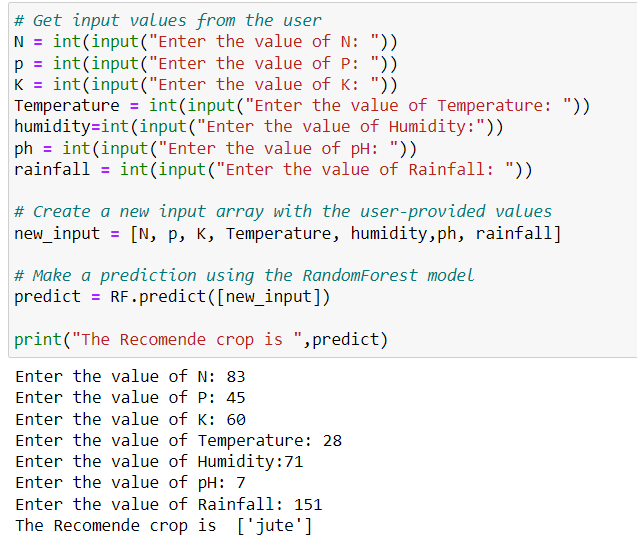 # Get input values from the user
N = int(input("Enter the value of N: "))
p = int(input("Enter the value of P: "))
K = int(input("Enter the value of K: "))
Temperature = int(input("Enter the value of Temperature: "))
humidity=int(input("Enter the value of Humidity:"))
ph = int(input("Enter the value of pH: "))
rainfall = int(input("Enter the value of Rainfall: "))
# Create a new input array with the user-provided values
new_input = [N, p, K, Temperature, humidity,ph, rainfall]
# Make a prediction using the RandomForest model
predict = RF.predict([new_input])
print("The Recomende crop is ",predict)
Enter the value of N: 83
Enter the value of P: 45
Enter the value of K: 60
Enter the value of Temperature: 28
Enter the value of Humidity:71
Enter the value of pH: 7
Enter the value of Rainfall: 151
The Recomende crop is  ['jute']